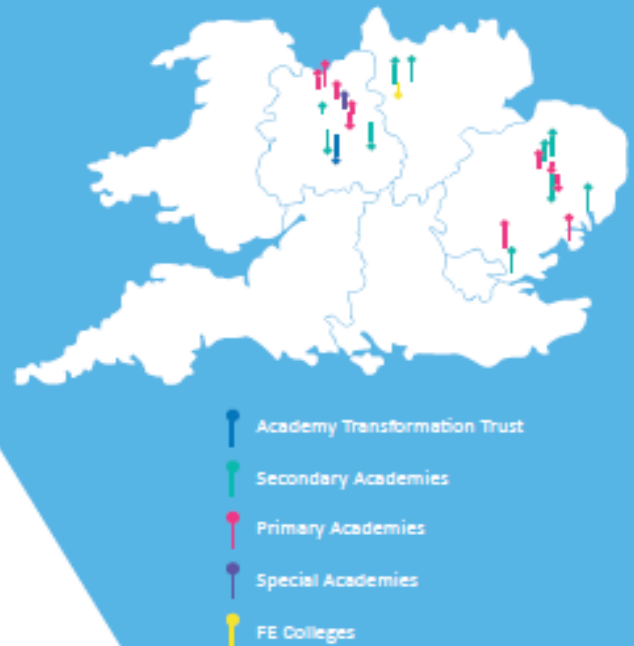 Academy Transformation Trust
Secondary Academies
Primary Academies
Special Academies
FE Colleges